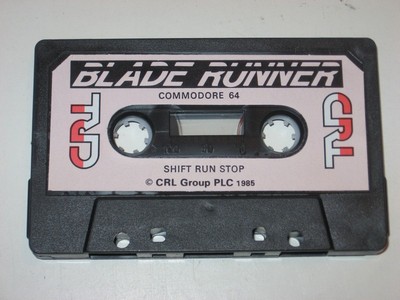 BLADE RUNNER
COMMODORE 64
CRL
CRL
SHIFT RUN STOP
© CRL Group PLC 1985